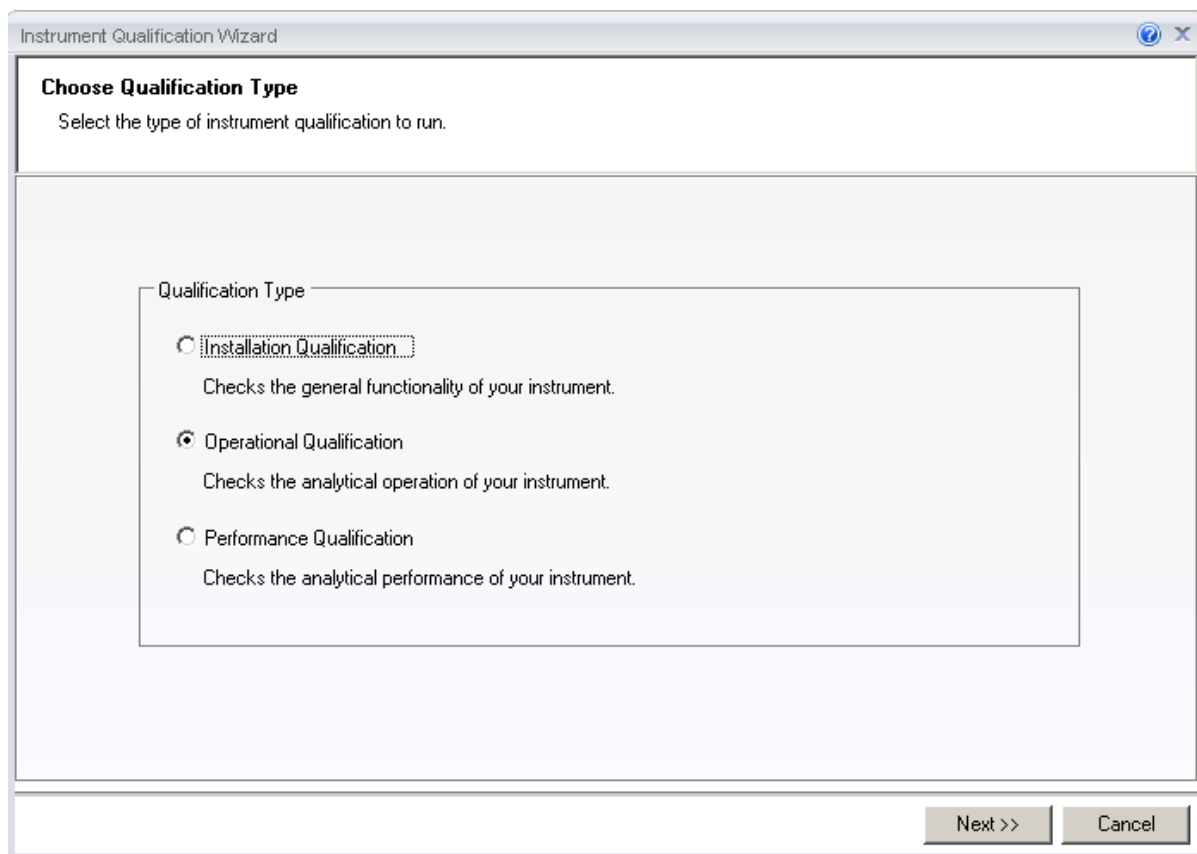 Instrument Qualification Wizard
Choose Qualification Type
Select the type of instrument qualification to run.
Qualification Type
Installation Qualification
Checks the general functionality of your instrument.
Operational Qualification
Checks the analytical operation of your instrument.
Performance Qualification
Checks the analytical performance of your instrument.
Next >>
Cancel